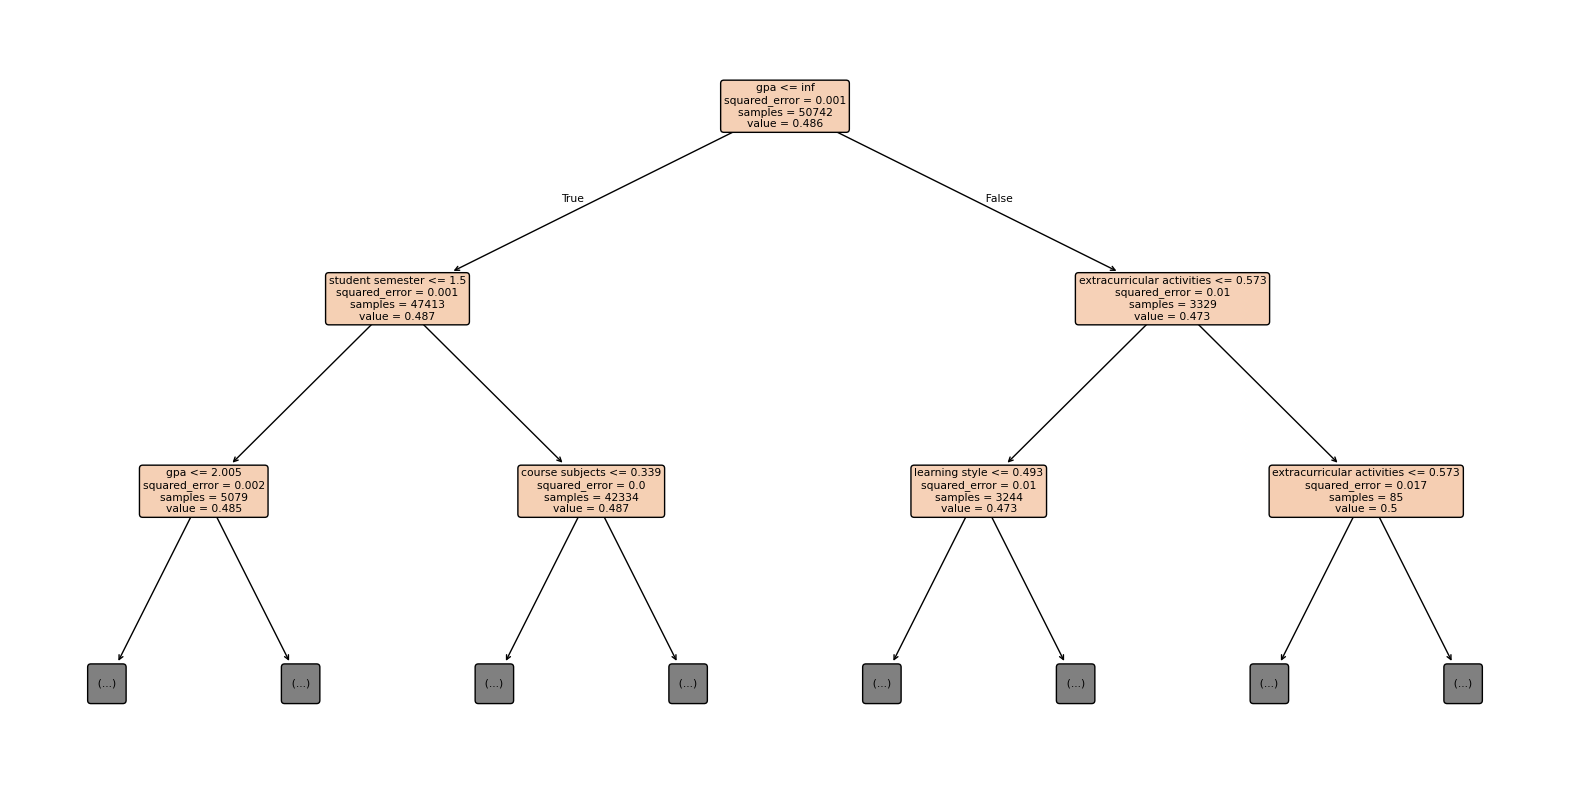 gpa <= inf
squared_error = 0.001
samples = 50742
value = 0.486
True
False
student semester <= 1.5
squared_error = 0.001
samples = 47413
value = 0.487
extracurricular activities <= 0.573
squared_error = 0.01
samples = 3329
value = 0.473
gpa <= 2.005
squared_error = 0.002
samples = 5079
value = 0.485
course subjects <= 0.339
squared_error = 0.0
samples = 42334
value = 0.487
learning style <= 0.493
squared_error = 0.01
samples = 3244
value = 0.473
extracurricular activities <= 0.573
squared_error = 0.017
samples = 85
value = 0.5
(...)
(...)
(...)
(...)
(...)
(...)
(...)
(...)